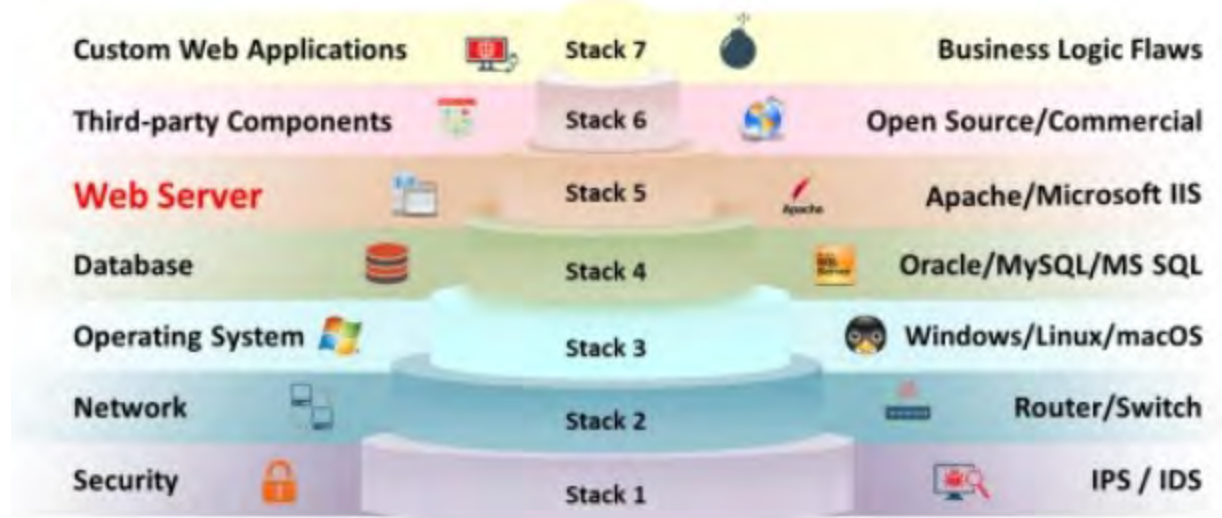 Custom Web Applications Stack 7 Business Logic Flaws
Third-party Components Stack 6 Open Source/Commercial
Web Server Stack 5 Apache Apache/Microsoft IIS
Database Stack 4 SQL Server Oracle/MySQL/MS SQL
Operating System Stack 3 Windows/Linux/macOS
Network Stack 2 Router/Switch
Security Stack 1 IPS / IDS